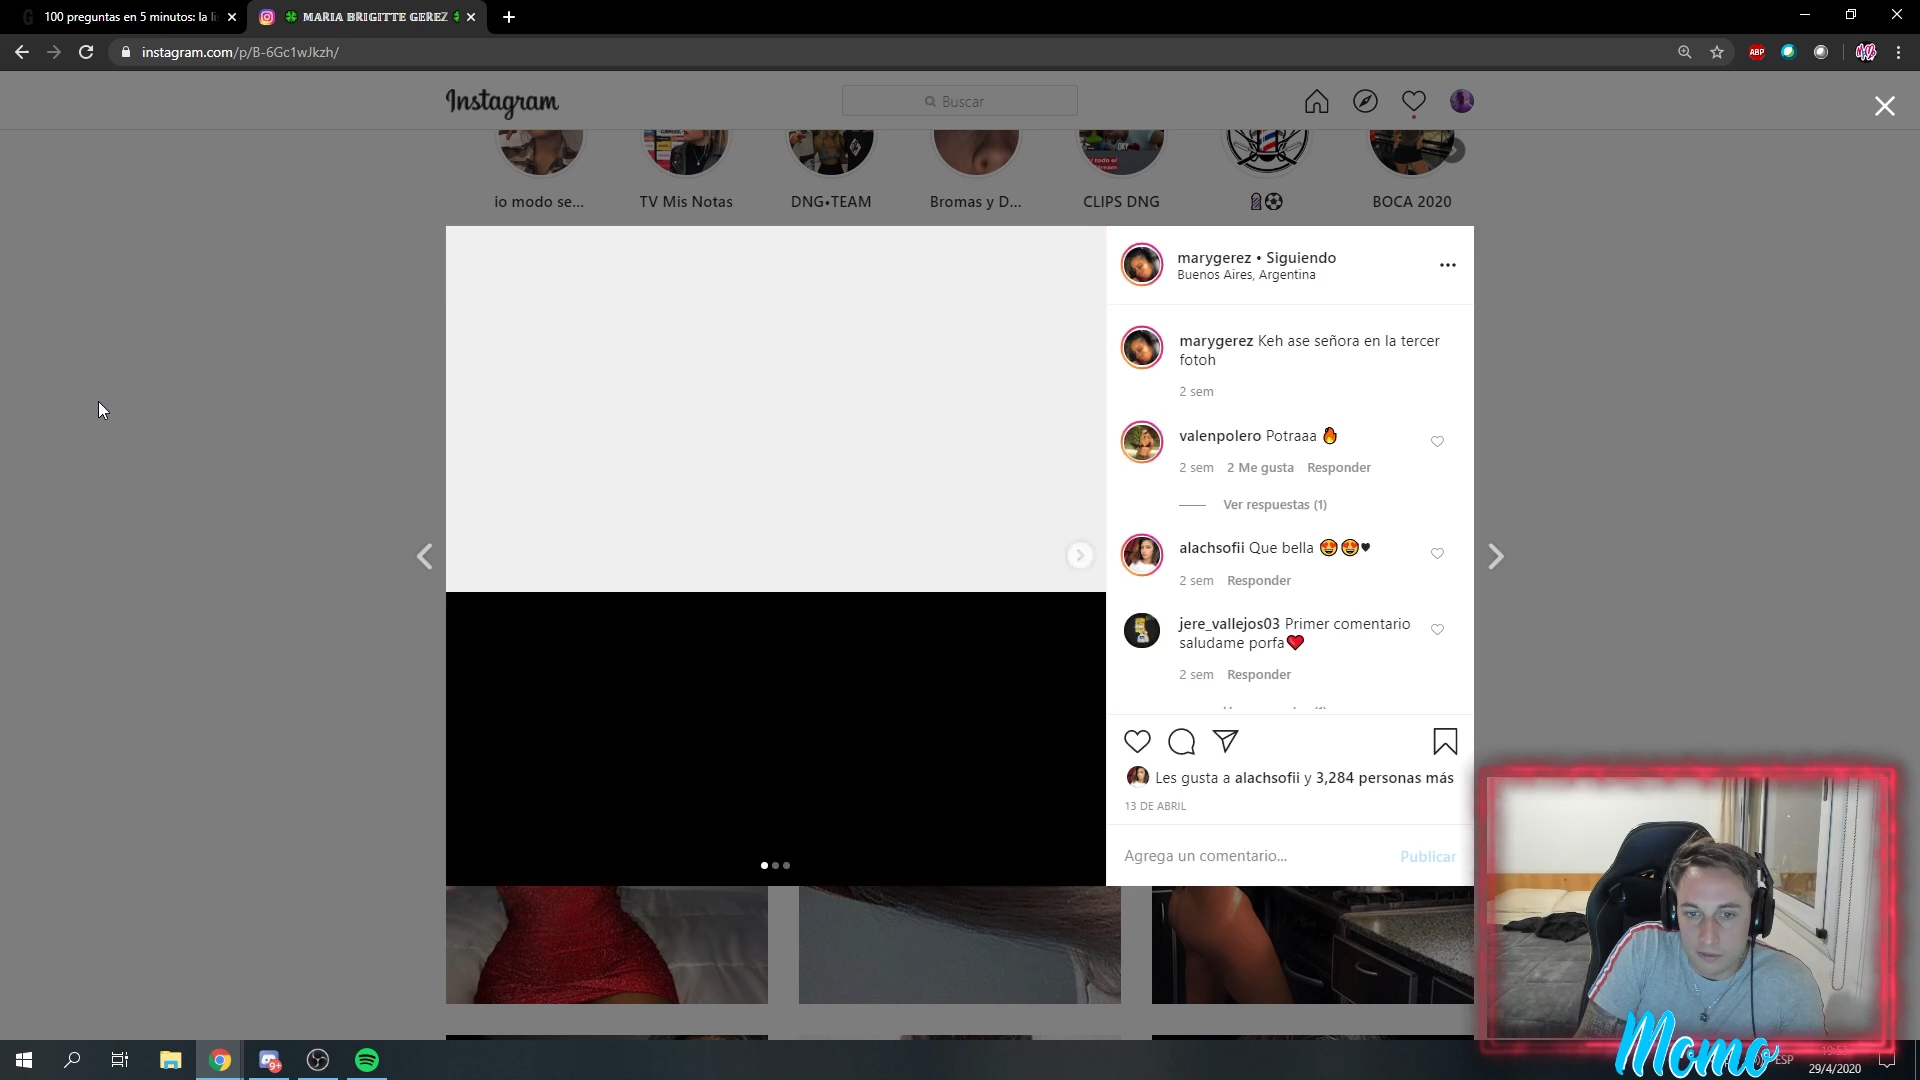 100 preguntas en 5 minutos: la li
MARIA BRIGITTE GEREZ
instagram.com/p/B-6Gc1wJkzh/
ABP
Instagram
Buscar
io modo se...
TV Mis Notas
DNG•TEAM
Bromas y D...
CLIPS DNG
BOCA 2020
marygerez • Siguiendo
Buenos Aires, Argentina
marygerez Keh ase señora en la tercer
fotoh
2 sem
valenpolero Potraaa 🔥
2 sem 2 Me gusta Responder
Ver respuestas (1)
alachsofii Que bella 😍😍♥
2 sem Responder
jere_vallejos03 Primer comentario
saludame porfa❤️
2 sem Responder
Les gusta a alachsofii y 3,284 personas más
13 DE ABRIL
Agrega un comentario...
Publicar
Momo
9+
ESP
29/4/2020